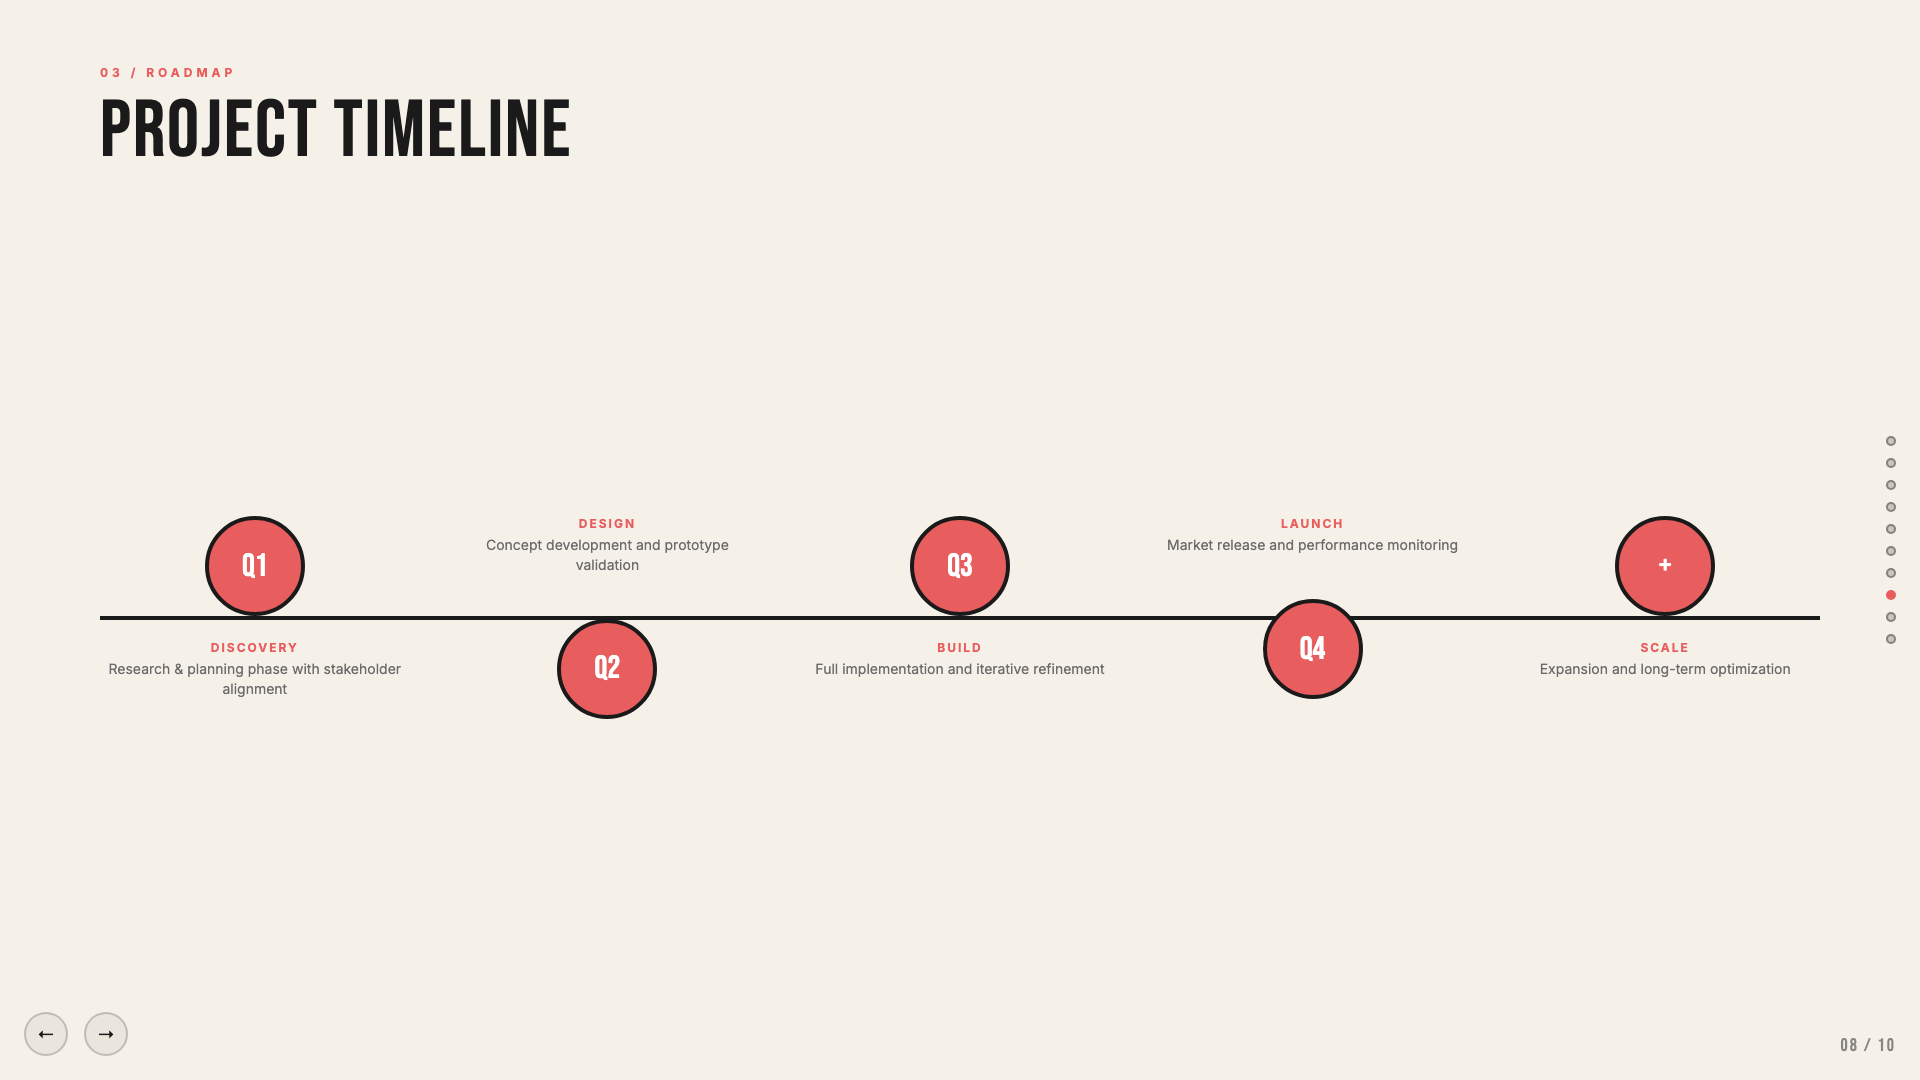 03 / ROADMAP
PROJECT TIMELINE
Q1
DISCOVERY
Research & planning phase with stakeholder
alignment
DESIGN
Concept development and prototype
validation
Q2
Q3
BUILD
Full implementation and iterative refinement
LAUNCH
Market release and performance monitoring
Q4
+
SCALE
Expansion and long-term optimization
← →
08 / 10